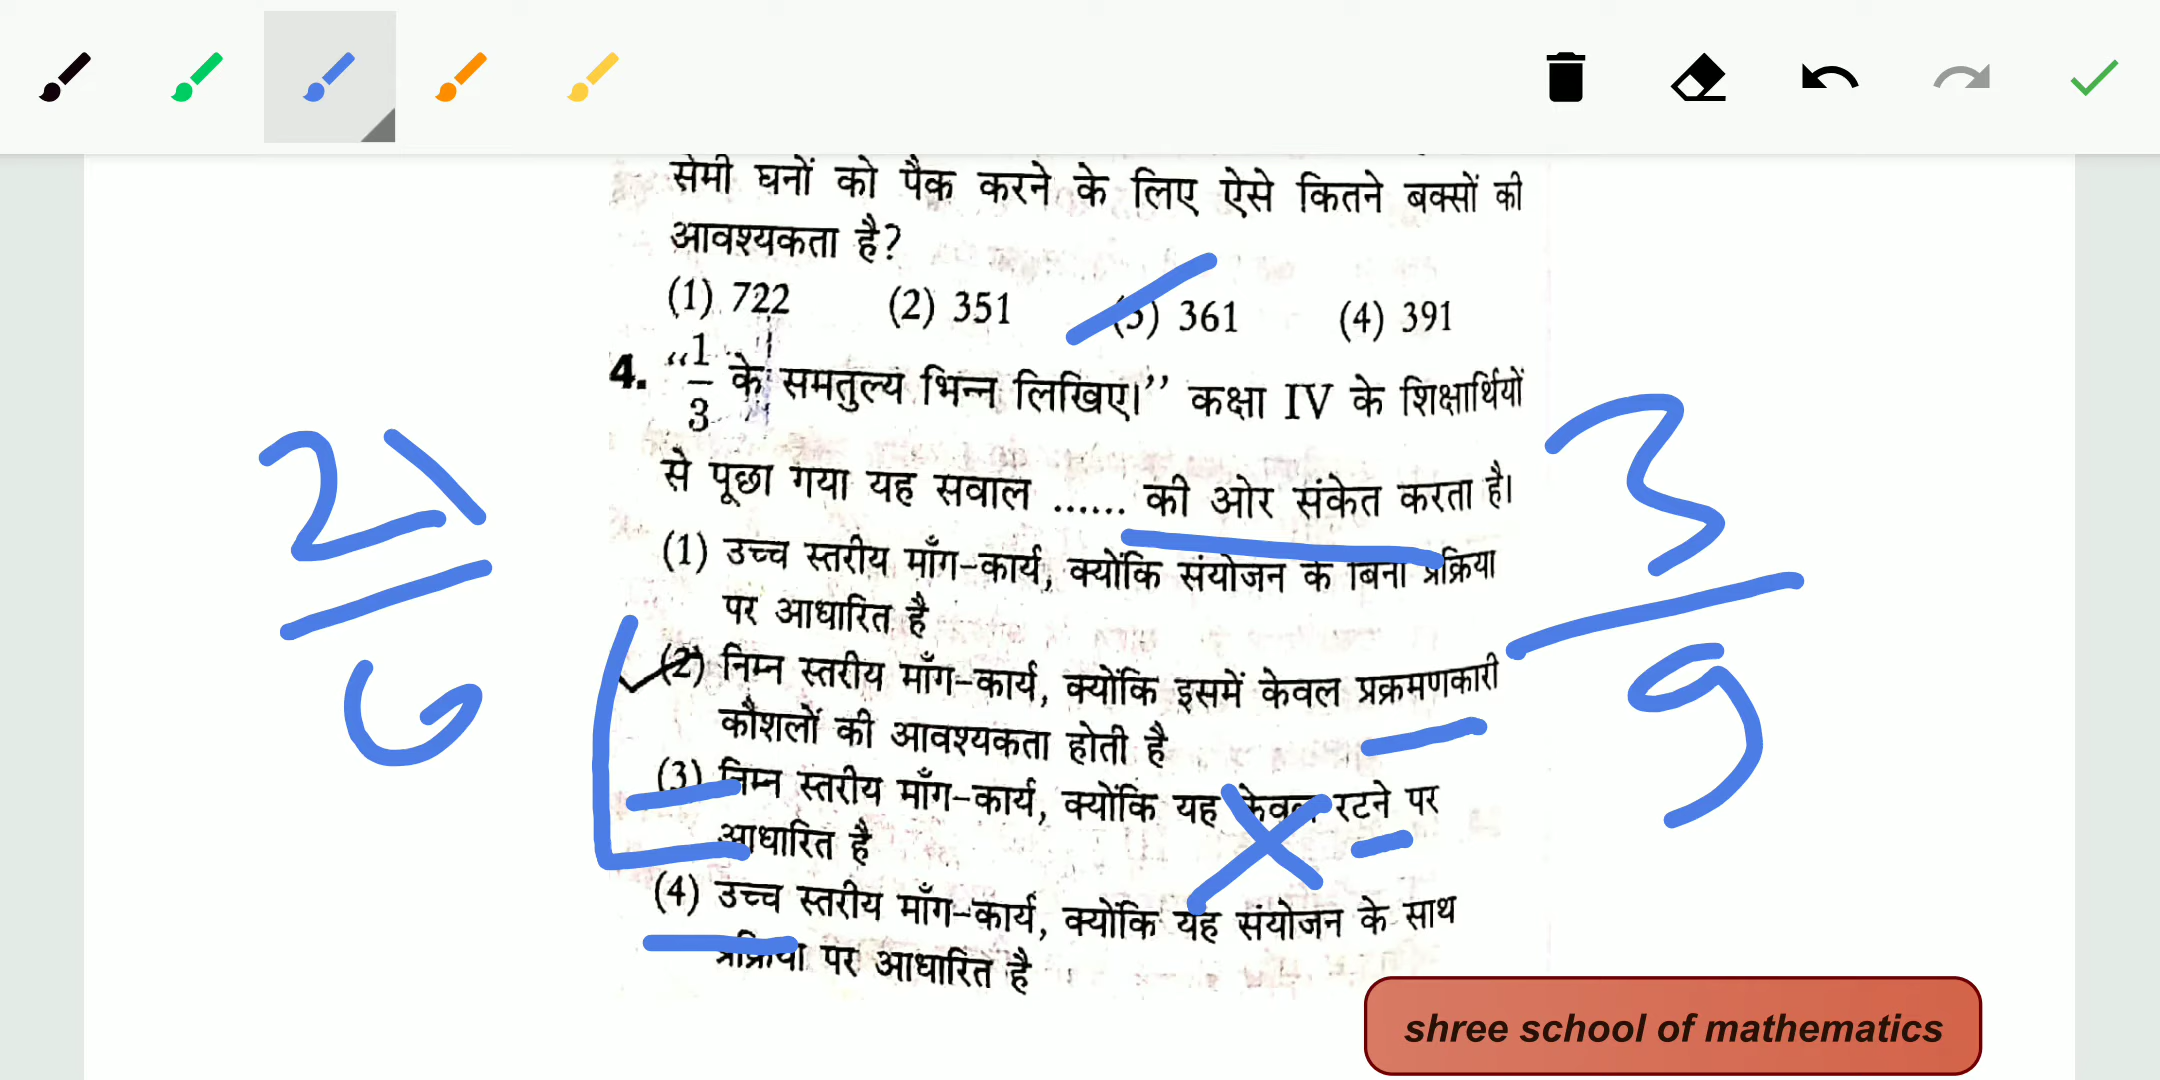 सेमी घनों को पैक करने के लिए ऐसे कितने बक्सों की
आवश्यकता है?
(1) 722 (2) 351 (3) 361 (4) 391
4. “1/3 के समतुल्य भिन्न लिखिए।” कक्षा IV के शिक्षार्थियों
से पूछा गया यह सवाल ...... की ओर संकेत करता है।
(1) उच्च स्तरीय माँग-कार्य, क्योंकि संयोजन के बिना प्रक्रिया
पर आधारित है
(2) निम्न स्तरीय माँग-कार्य, क्योंकि इसमें केवल प्रक्रमणकारी
कौशलों की आवश्यकता होती है
(3) निम्न स्तरीय माँग-कार्य, क्योंकि यह केवल रटने पर
आधारित है
(4) उच्च स्तरीय माँग-कार्य, क्योंकि यह संयोजन के साथ
प्रक्रिया पर आधारित है
2
6
3
9
shree school of mathematics